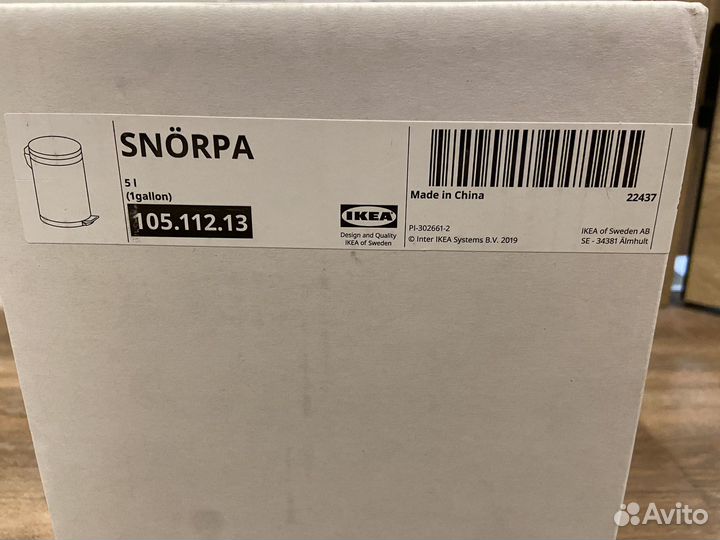 SNÖRPA
5 l
(1gallon)
105.112.13
IKEA
Design and Quality
IKEA of Sweden
Made in China
22437
PI-302661-2
© Inter IKEA Systems B.V. 2019
IKEA of Sweden AB
SE - 34381 Älmhult
Avito